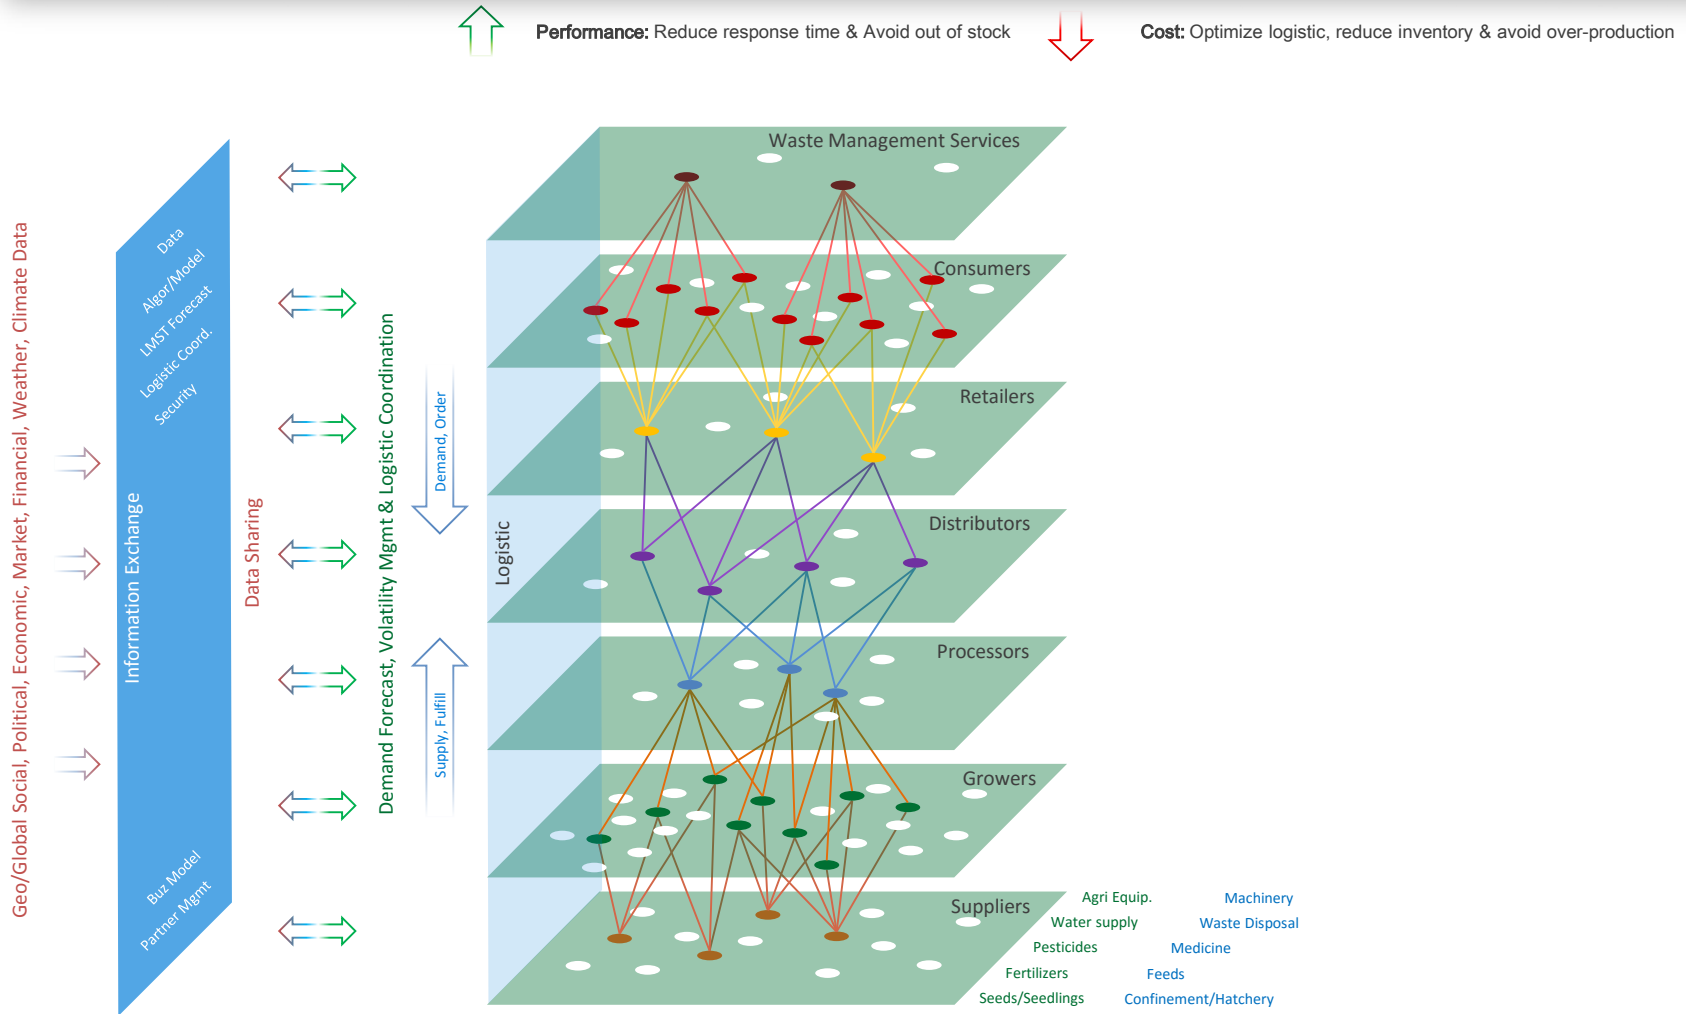 Performance: Reduce response time & Avoid out of stock
Cost: Optimize logistic, reduce inventory & avoid over-production
Geo/Global Social, Political, Economic, Market, Financial, Weather, Climate Data
Information Exchange
Data
Algor/Model
LMST Forecast
Logistic Coord.
Security
Buz Model
Partner Mgmt
Data Sharing
Demand Forecast, Volatility Mgmt & Logistic Coordination
Demand, Order
Supply, Fulfill
Logistic
Waste Management Services
Consumers
Retailers
Distributors
Processors
Growers
Suppliers
Agri Equip.
Machinery
Water supply
Waste Disposal
Pesticides
Medicine
Fertilizers
Feeds
Seeds/Seedlings
Confinement/Hatchery